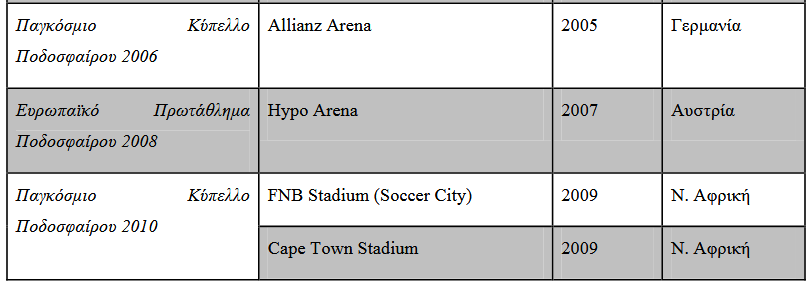 Παγκόσμιο Κύπελλο Allianz Arena 2005 Γερμανία
Ποδοσφαίρου 2006
Ευρωπαϊκό Πρωτάθλημα Hypo Arena 2007 Αυστρία
Ποδοσφαίρου 2008
Παγκόσμιο Κύπελλο FNB Stadium (Soccer City) 2009 Ν. Αφρική
Ποδοσφαίρου 2010
Cape Town Stadium 2009 Ν. Αφρική